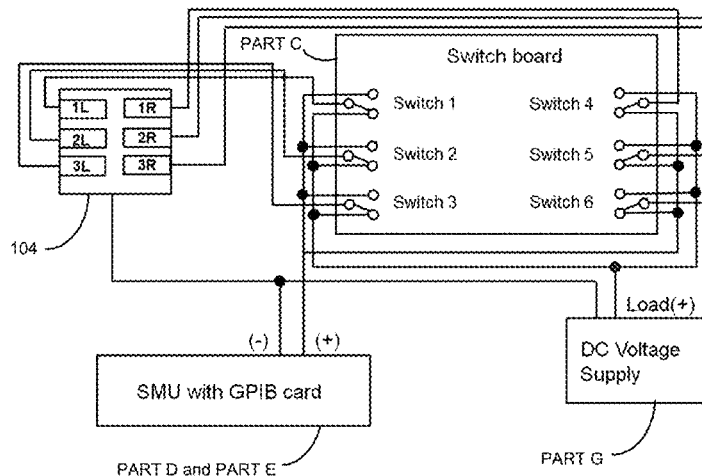 PART C
Switch board
1L 1R
2L 2R
3L 3R
Switch 1 Switch 4
Switch 2 Switch 5
Switch 3 Switch 6
104
Load(+)
(-) (+)
DC Voltage
Supply
SMU with GPIB card
PART G
PART D and PART E